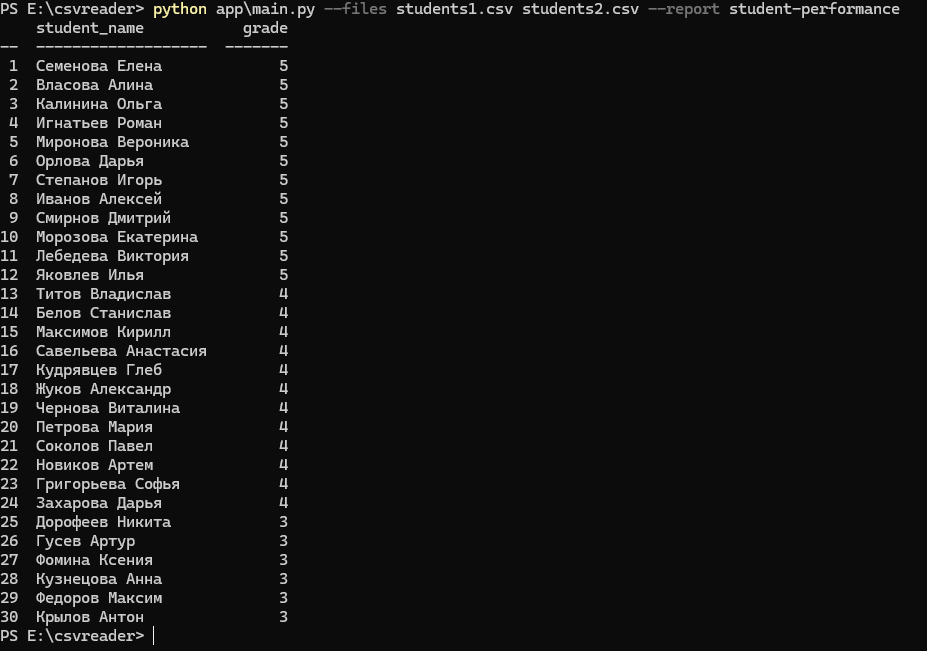 PS E:\csvreader> python app\main.py --files students1.csv students2.csv --report student-performance
    student_name           grade
--  -------------------  -------
 1  Семенова Елена             5
 2  Власова Алина              5
 3  Калинина Ольга             5
 4  Игнатьев Роман             5
 5  Миронова Вероника          5
 6  Орлова Дарья               5
 7  Степанов Игорь             5
 8  Иванов Алексей             5
 9  Смирнов Дмитрий            5
10  Морозова Екатерина         5
11  Лебедева Виктория          5
12  Яковлев Илья               5
13  Титов Владислав            4
14  Белов Станислав            4
15  Максимов Кирилл            4
16  Савельева Анастасия        4
17  Кудрявцев Глеб             4
18  Жуков Александр            4
19  Чернова Виталина           4
20  Петрова Мария              4
21  Соколов Павел              4
22  Новиков Артем              4
23  Григорьева Софья           4
24  Захарова Дарья             4
25  Дорофеев Никита            3
26  Гусев Артур                3
27  Фомина Ксения              3
28  Кузнецова Анна             3
29  Федоров Максим             3
30  Крылов Антон               3
PS E:\csvreader>